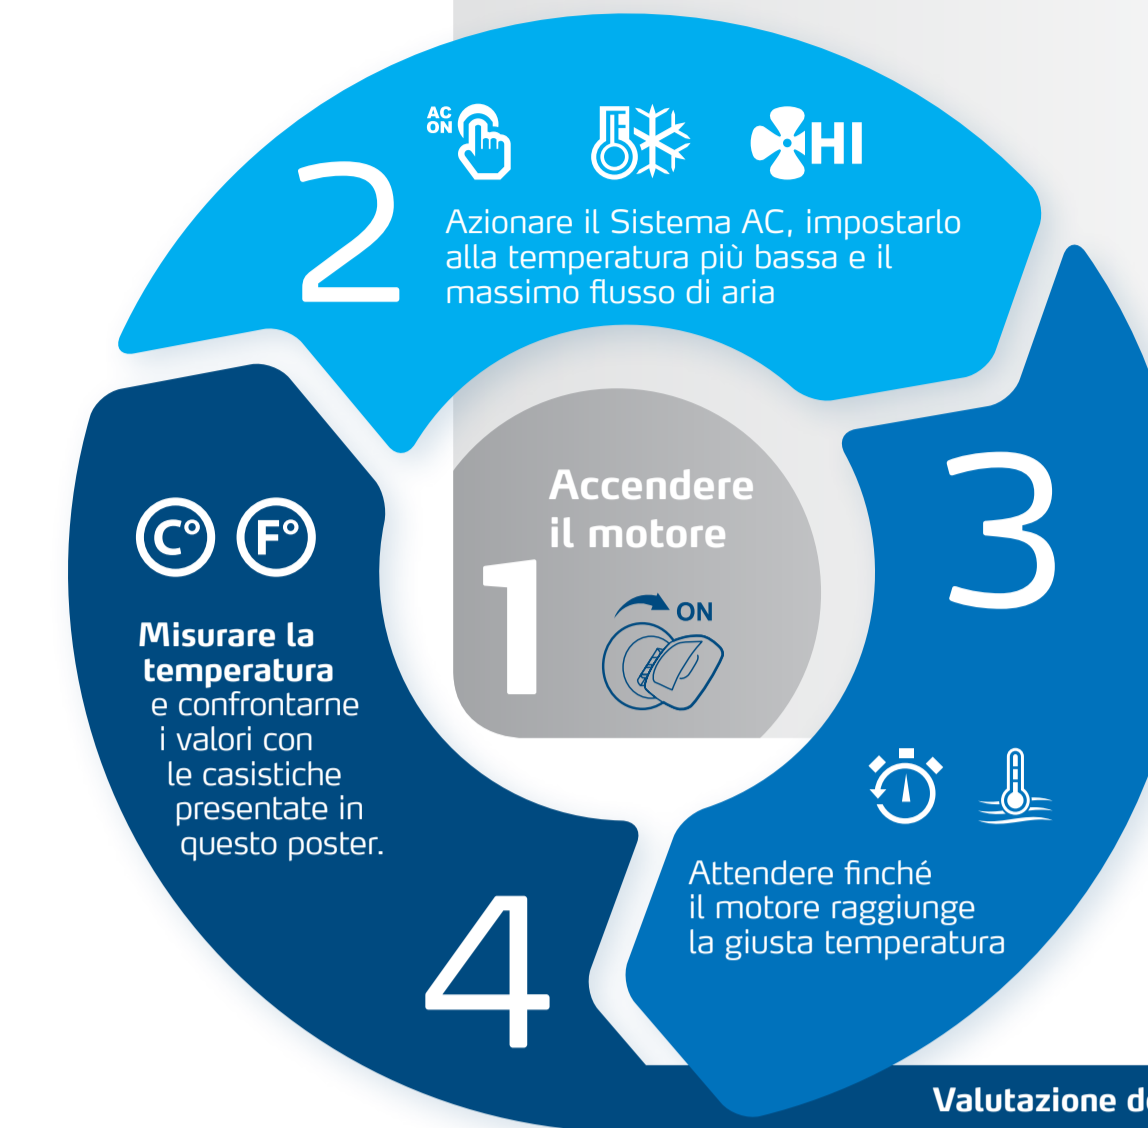 1
Accendere
il motore
ON
2
AC
ON
HI
Azionare il Sistema AC, impostarlo
alla temperatura più bassa e il
massimo flusso di aria
3
Attendere finché
il motore raggiunge
la giusta temperatura
4
C°
F°
Misurare la
temperatura
e confrontarne
i valori con
le casistiche
presentate in
questo poster.
Valutazione